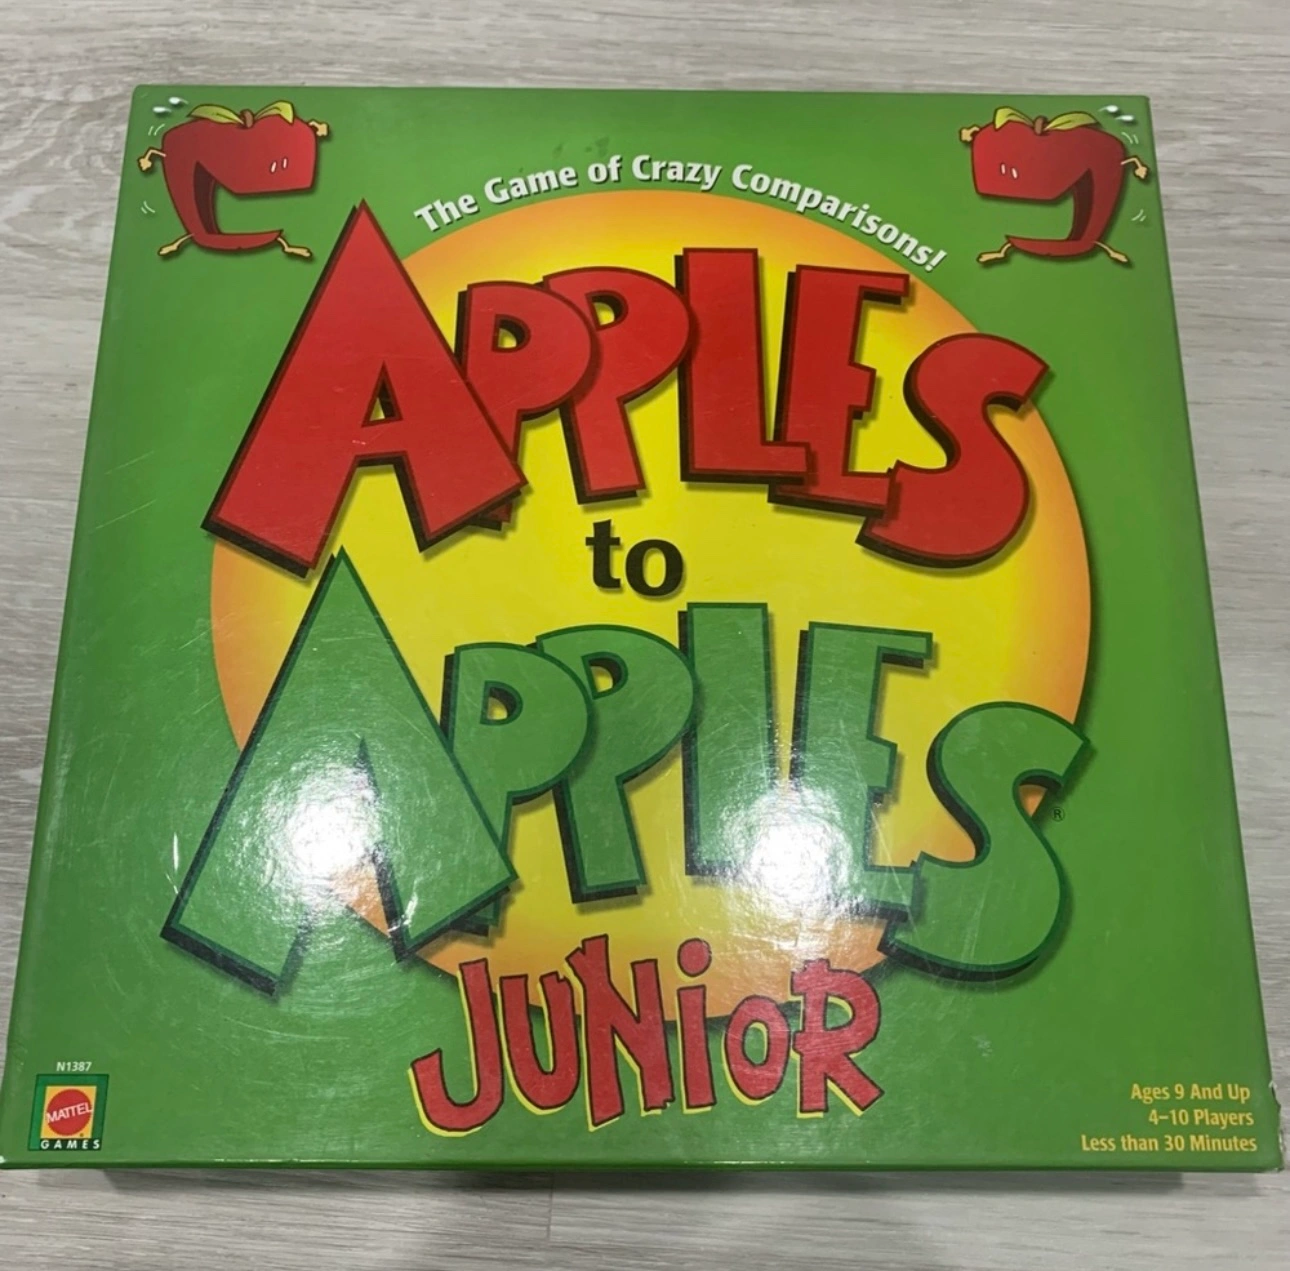 The Game of Crazy Comparisons!
APPLES
to
APPLES®
JUNiOR
N1387
MATTEL
GAMES
Ages 9 And Up
4–10 Players
Less than 30 Minutes